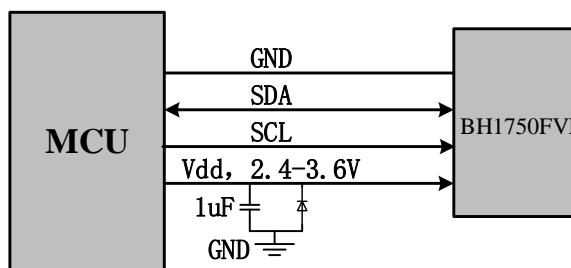 GND
SDA
MCU
SCL
BH1750FVI
Vdd, 2.4-3.6V
1uF
GND